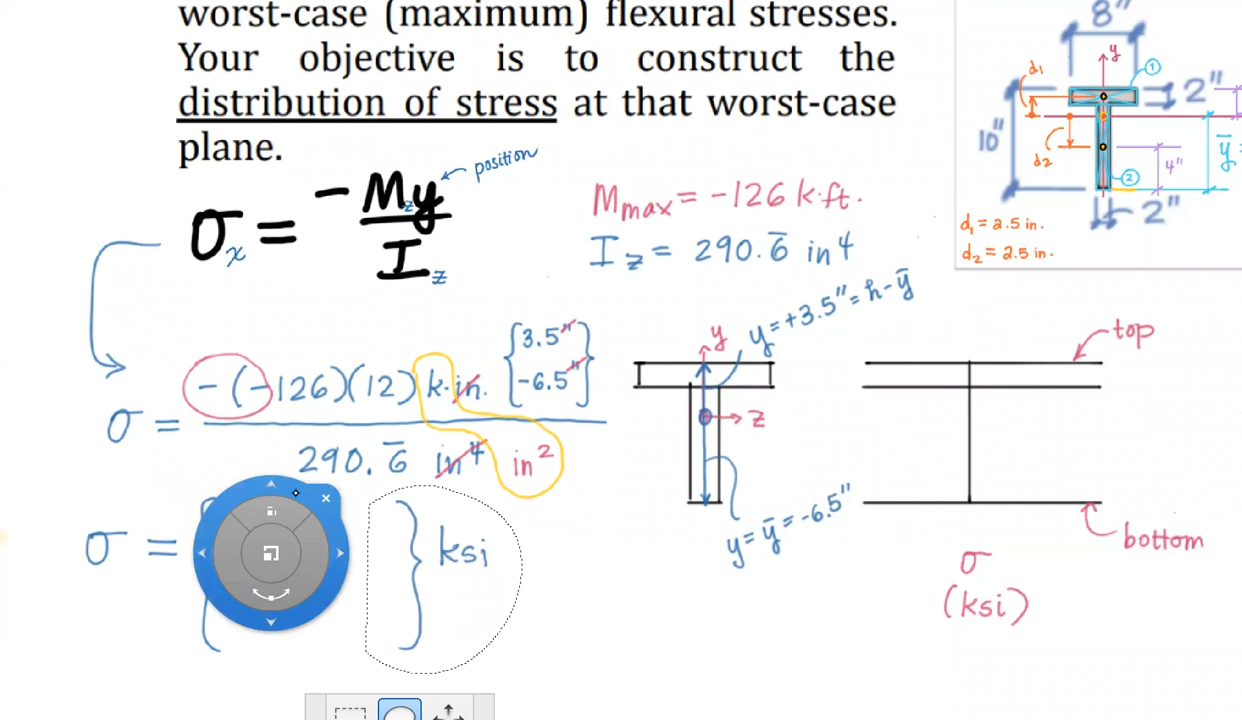 worst-case (maximum) flexural stresses.
Your objective is to construct the
distribution of stress at that worst-case
plane.
σx = -Mz y / Iz
position
Mmax = -126 k·ft.
Iz = 290.6̅ in⁴
8"
y
d1
①
2"
10"
d2
4"
ȳ =
②
2"
d1 = 2.5 in.
d2 = 2.5 in.
σ = -(-126)(12) k·in. {3.5" -6.5"}
290.6̅ in⁴ in²
σ = { } ksi
y
y = +3.5" = h - ȳ
z
y = ȳ = -6.5"
top
bottom
σ
(ksi)